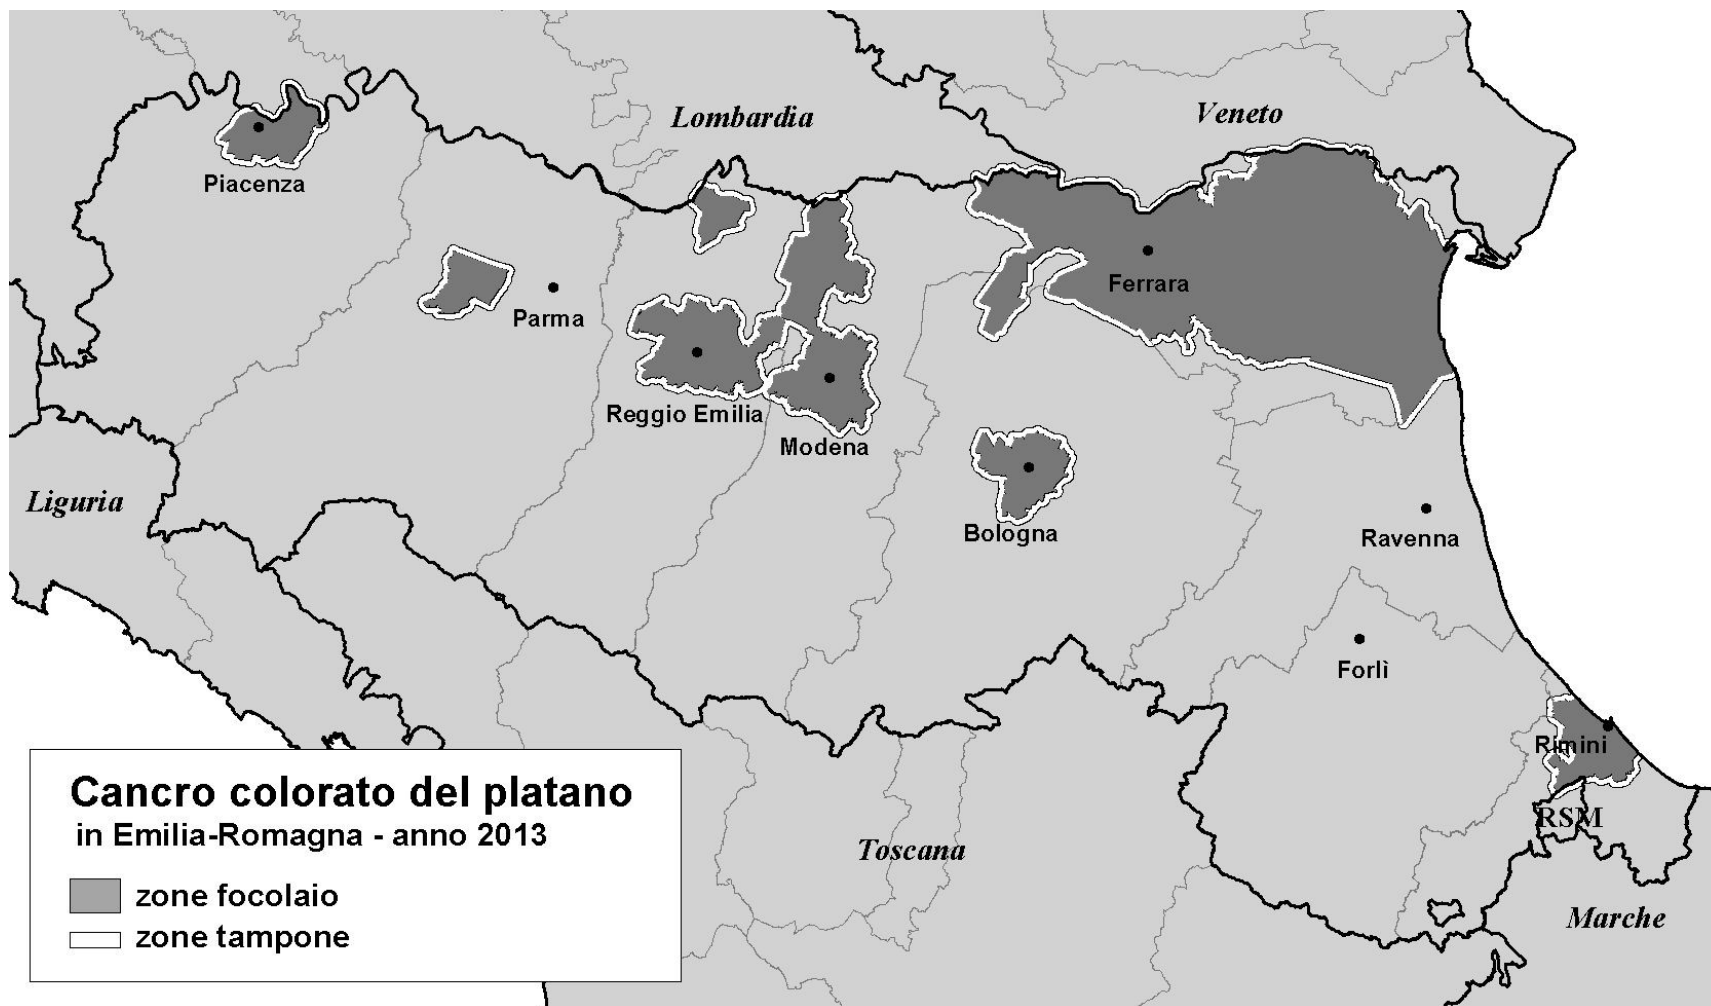 Lombardia
Veneto
Piacenza
Ferrara
Parma
Reggio Emilia
Modena
Liguria
Bologna
Ravenna
Forlì
Rimini
RSM
Toscana
Marche
Cancro colorato del platano
in Emilia-Romagna - anno 2013
zone focolaio
zone tampone